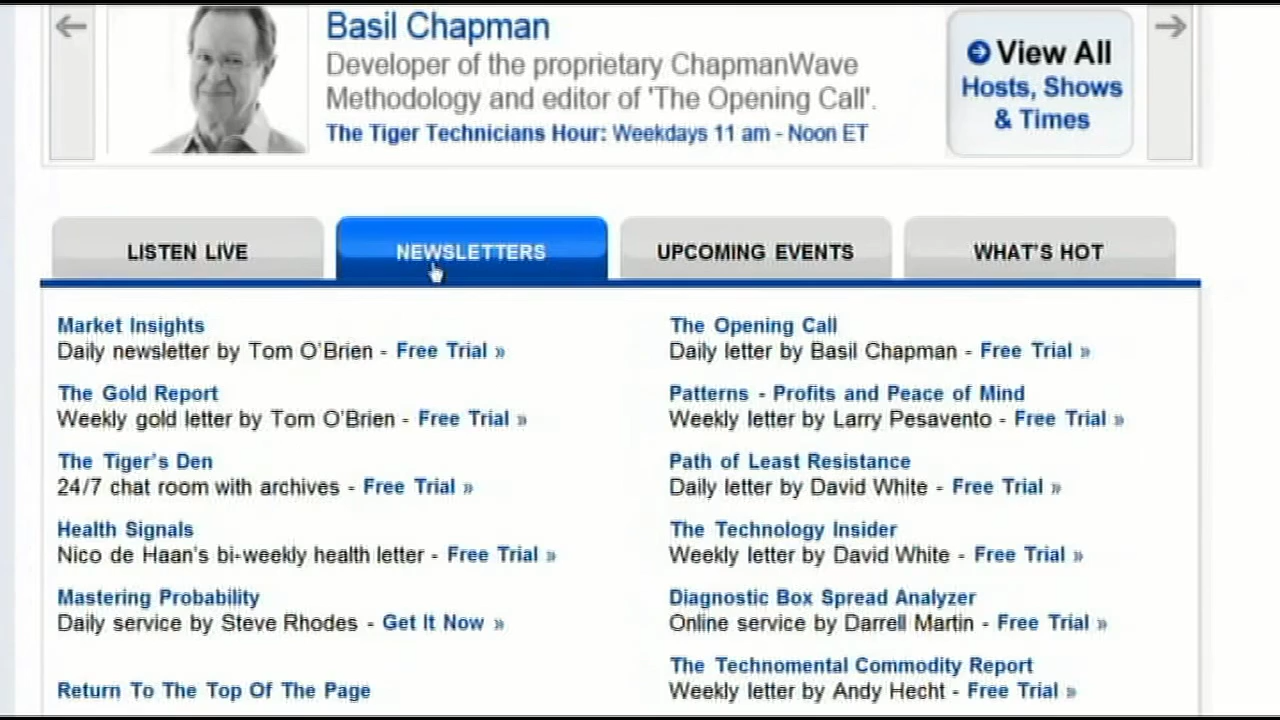 Basil Chapman
Developer of the proprietary ChapmanWave
Methodology and editor of 'The Opening Call'.
The Tiger Technicians Hour: Weekdays 11 am - Noon ET
View All
Hosts, Shows
& Times
LISTEN LIVE
NEWSLETTERS
UPCOMING EVENTS
WHAT'S HOT
Market Insights
Daily newsletter by Tom O'Brien - Free Trial »
The Gold Report
Weekly gold letter by Tom O'Brien - Free Trial »
The Tiger's Den
24/7 chat room with archives - Free Trial »
Health Signals
Nico de Haan's bi-weekly health letter - Free Trial »
Mastering Probability
Daily service by Steve Rhodes - Get It Now »
Return To The Top Of The Page
The Opening Call
Daily letter by Basil Chapman - Free Trial »
Patterns - Profits and Peace of Mind
Weekly letter by Larry Pesavento - Free Trial »
Path of Least Resistance
Daily letter by David White - Free Trial »
The Technology Insider
Weekly letter by David White - Free Trial »
Diagnostic Box Spread Analyzer
Online service by Darrell Martin - Free Trial »
The Technomental Commodity Report
Weekly letter by Andy Hecht - Free Trial »